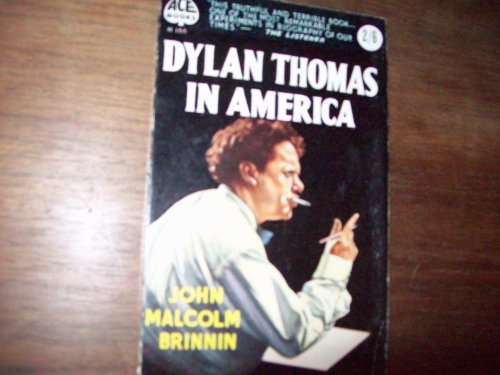 ACE
BOOKS
THIS TRUTHFUL AND TERRIBLE BOOK...
ONE OF THE MOST REMARKABLE
EXPERIMENTS IN BIOGRAPHY OF OUR
TIMES — THE LISTENER
2/6
DYLAN THOMAS
IN AMERICA
JOHN
MALCOLM
BRINNIN